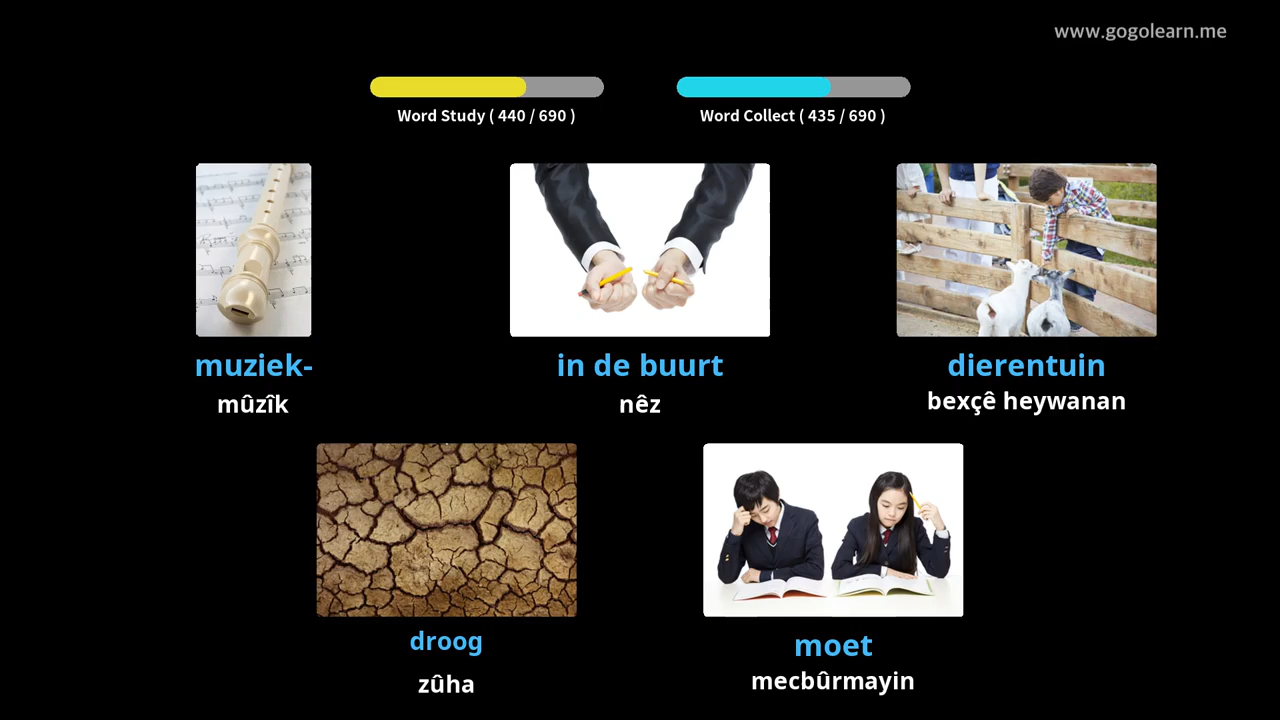 www.gogolearn.me
Word Study ( 440 / 690 )
Word Collect ( 435 / 690 )
muziek-
mûzîk
in de buurt
nêz
dierentuin
bexçê heywanan
droog
zûha
moet
mecbûrmayin